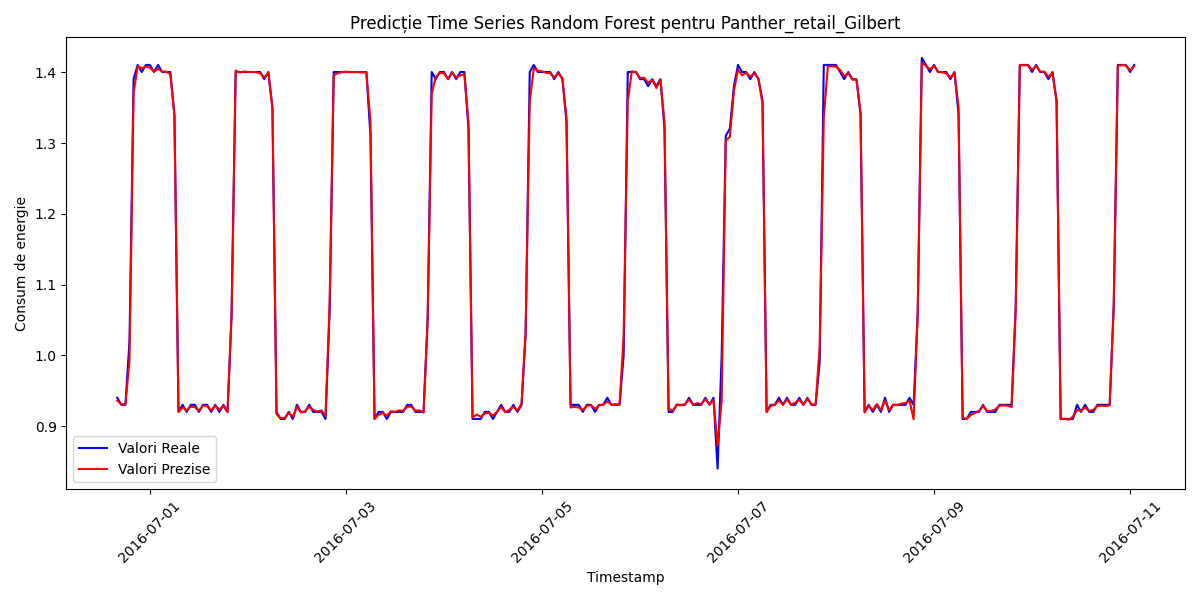 Predicție Time Series Random Forest pentru Panther_retail_Gilbert
Consum de energie
1.4
1.3
1.2
1.1
1.0
0.9
Valori Reale
Valori Prezise
2016-07-01
2016-07-03
2016-07-05
2016-07-07
2016-07-09
2016-07-11
Timestamp